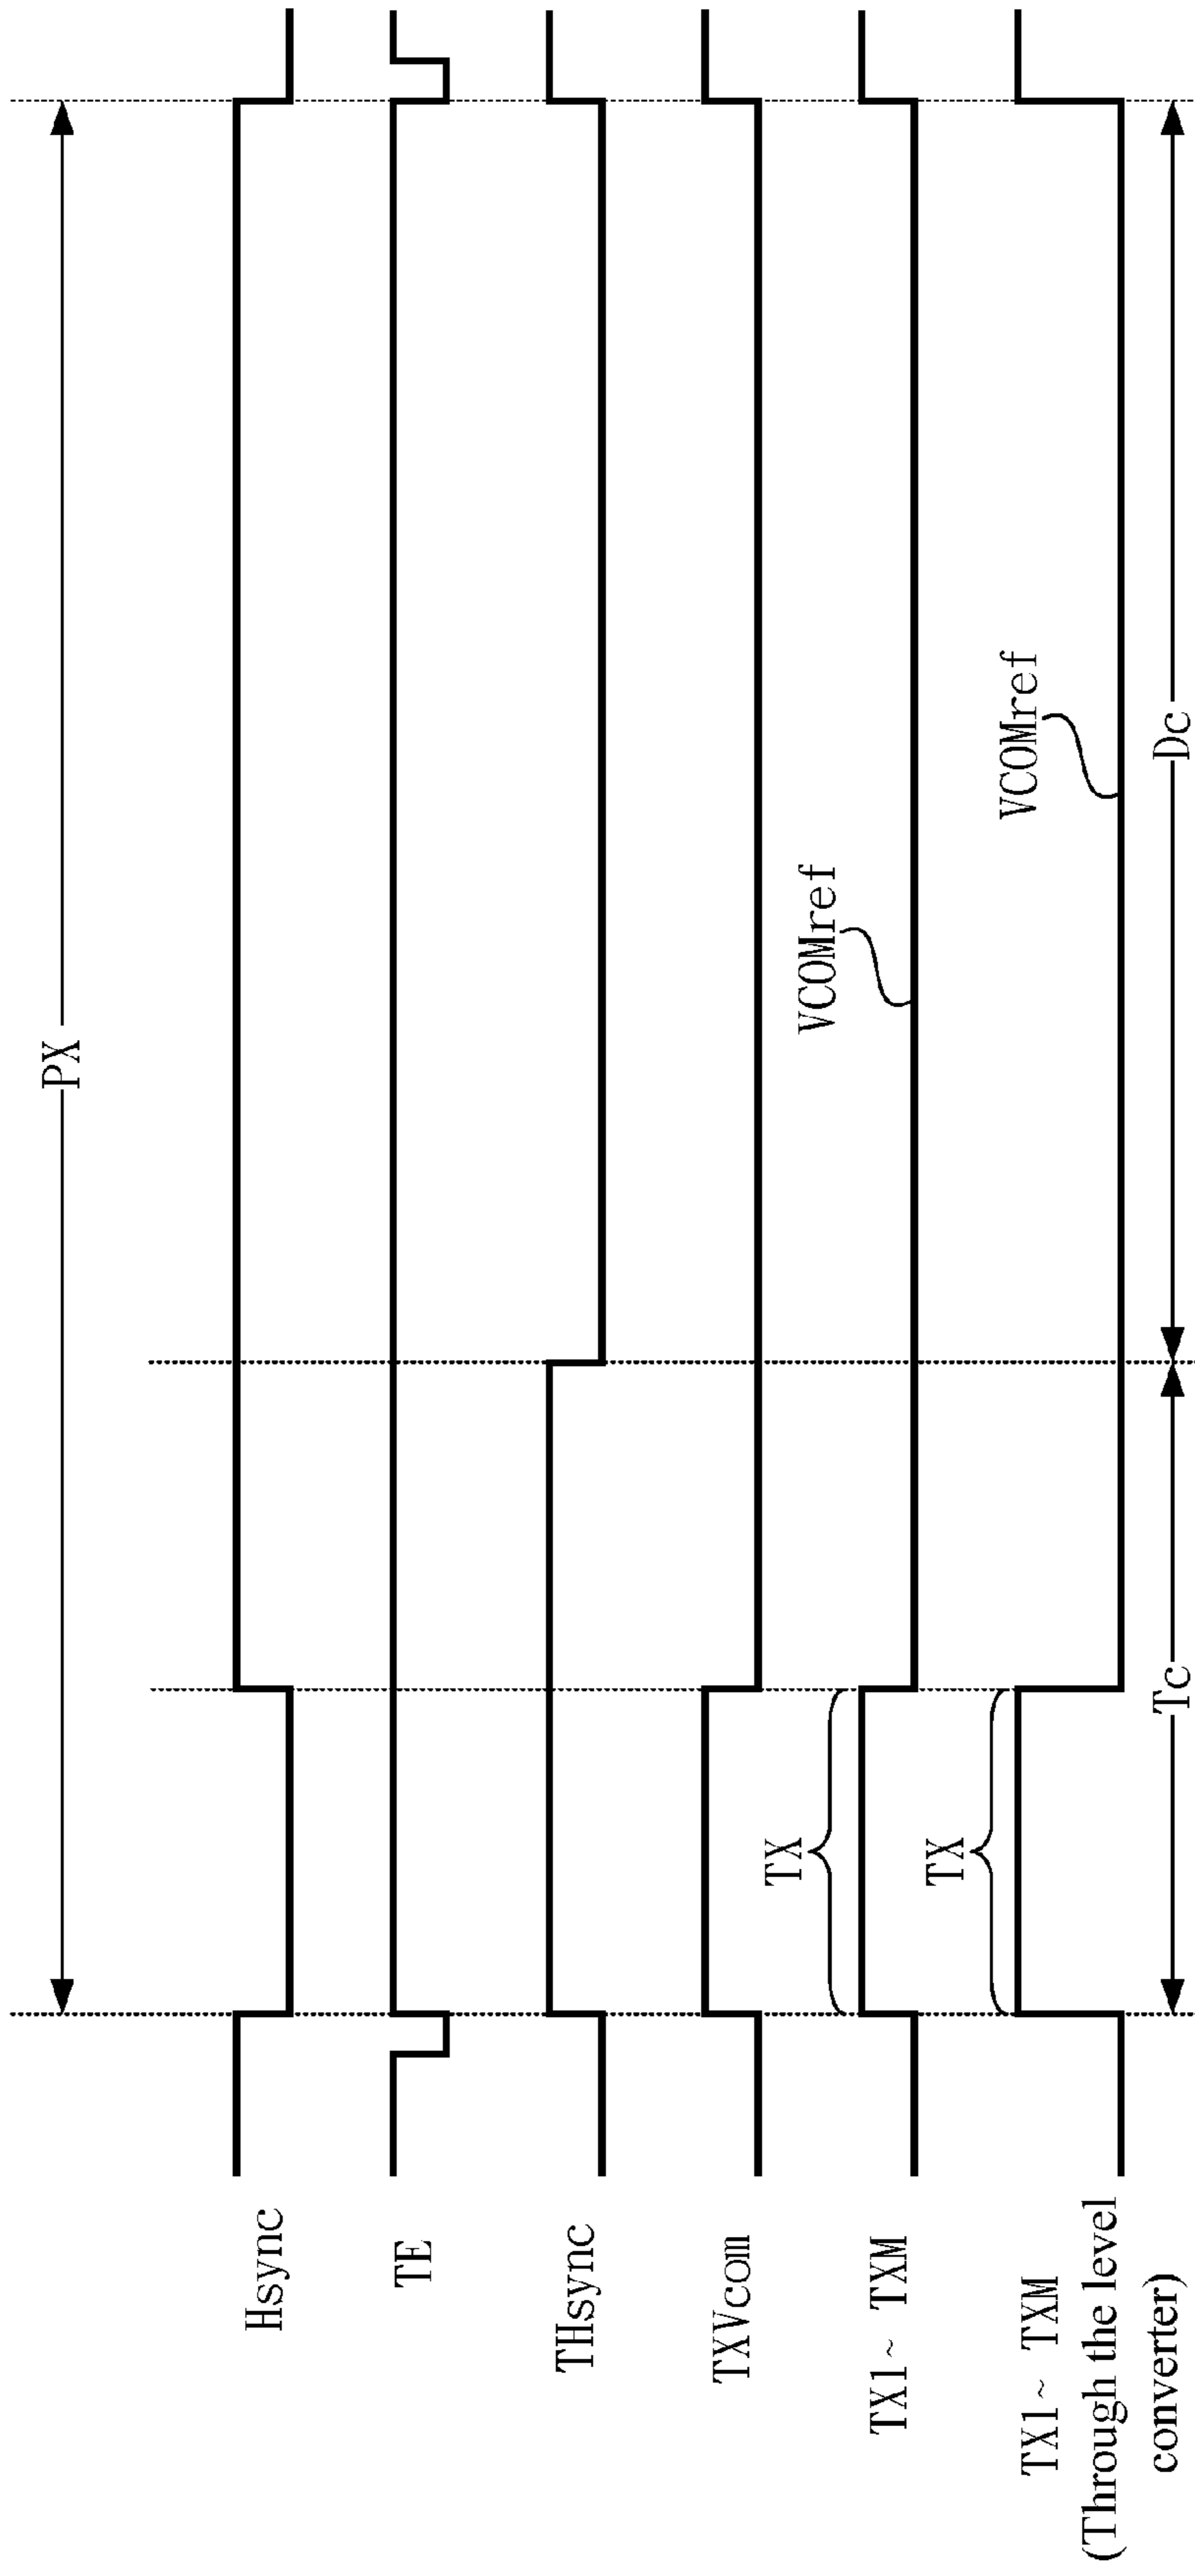 PX
Hsync
TE
THsync
TXVcom
TX
VCOMref
TX1~ TXM
TX
VCOMref
TX1~ TXM
(Through the level
converter)
Tc
Dc